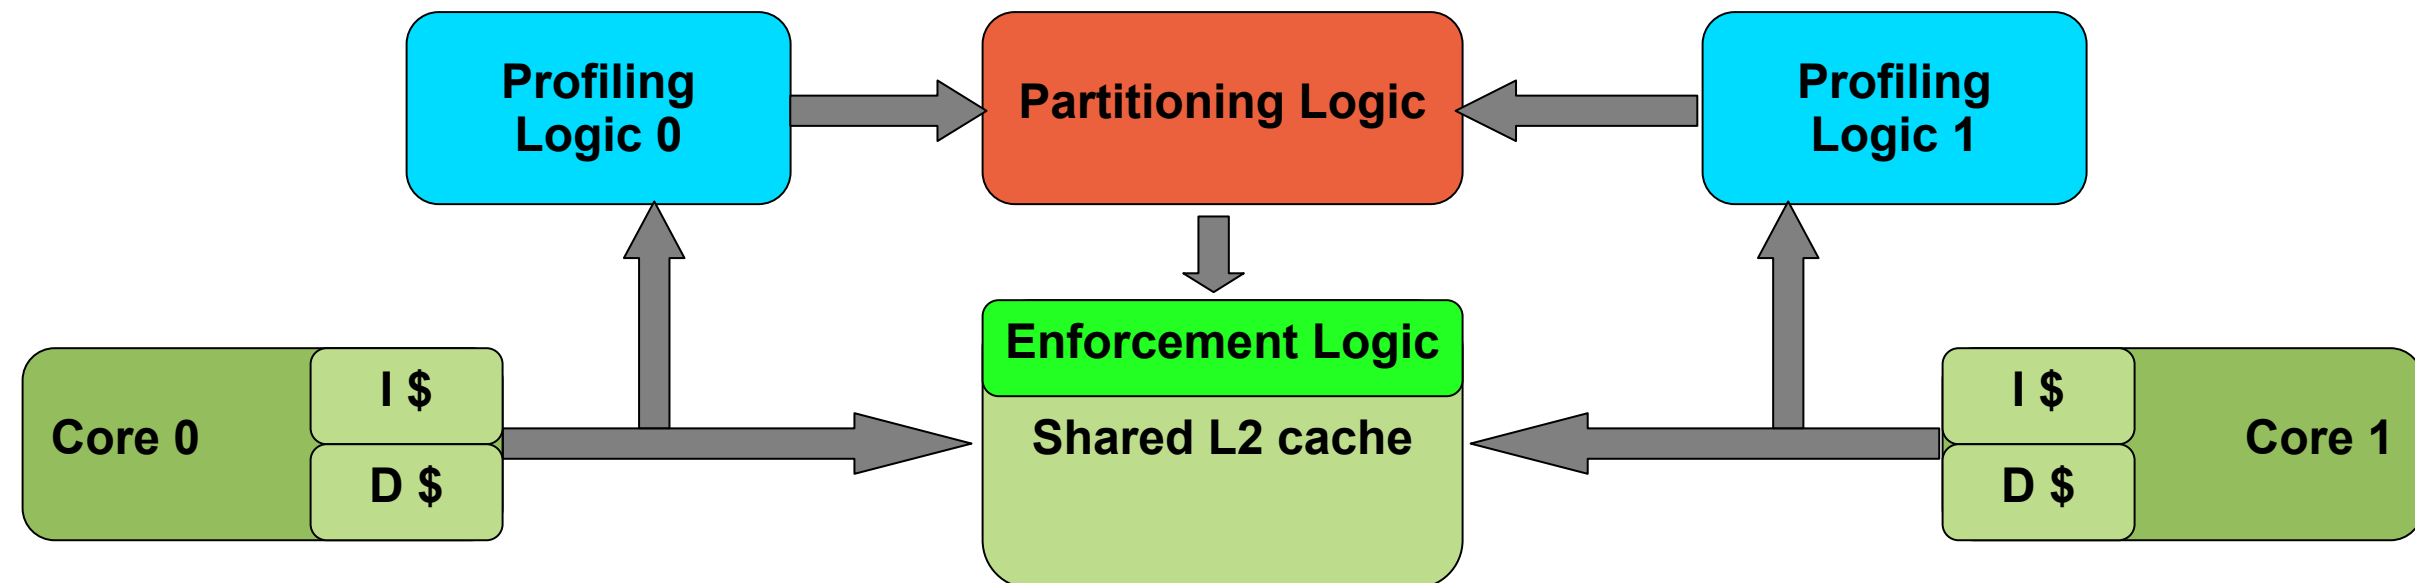 Profiling
Logic 0
Partitioning Logic
Profiling
Logic 1
Enforcement Logic
Shared L2 cache
Core 0
I $
D $
I $
D $
Core 1